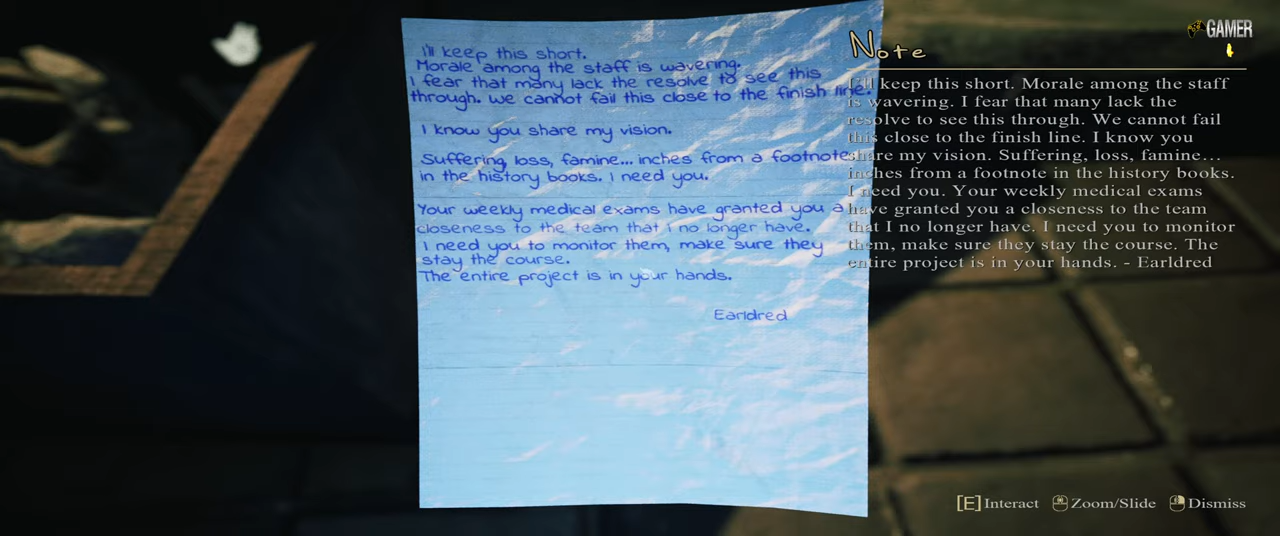 I'll keep this short.
Morale among the staff is wavering.
I fear that many lack the resolve to see this
through. We cannot fail this close to the finish line.
I know you share my vision.
Suffering, loss, famine... inches from a footnote
in the history books. I need you.
Your weekly medical exams have granted you a
closeness to the team that I no longer have.
I need you to monitor them, make sure they
stay the course.
The entire project is in your hands.
Earldred
GAMER
Note
I'll keep this short. Morale among the staff
is wavering. I fear that many lack the
resolve to see this through. We cannot fail
this close to the finish line. I know you
share my vision. Suffering, loss, famine...
inches from a footnote in the history books.
I need you. Your weekly medical exams
have granted you a closeness to the team
that I no longer have. I need you to monitor
them, make sure they stay the course. The
entire project is in your hands. - Earldred
[E] Interact Zoom/Slide Dismiss